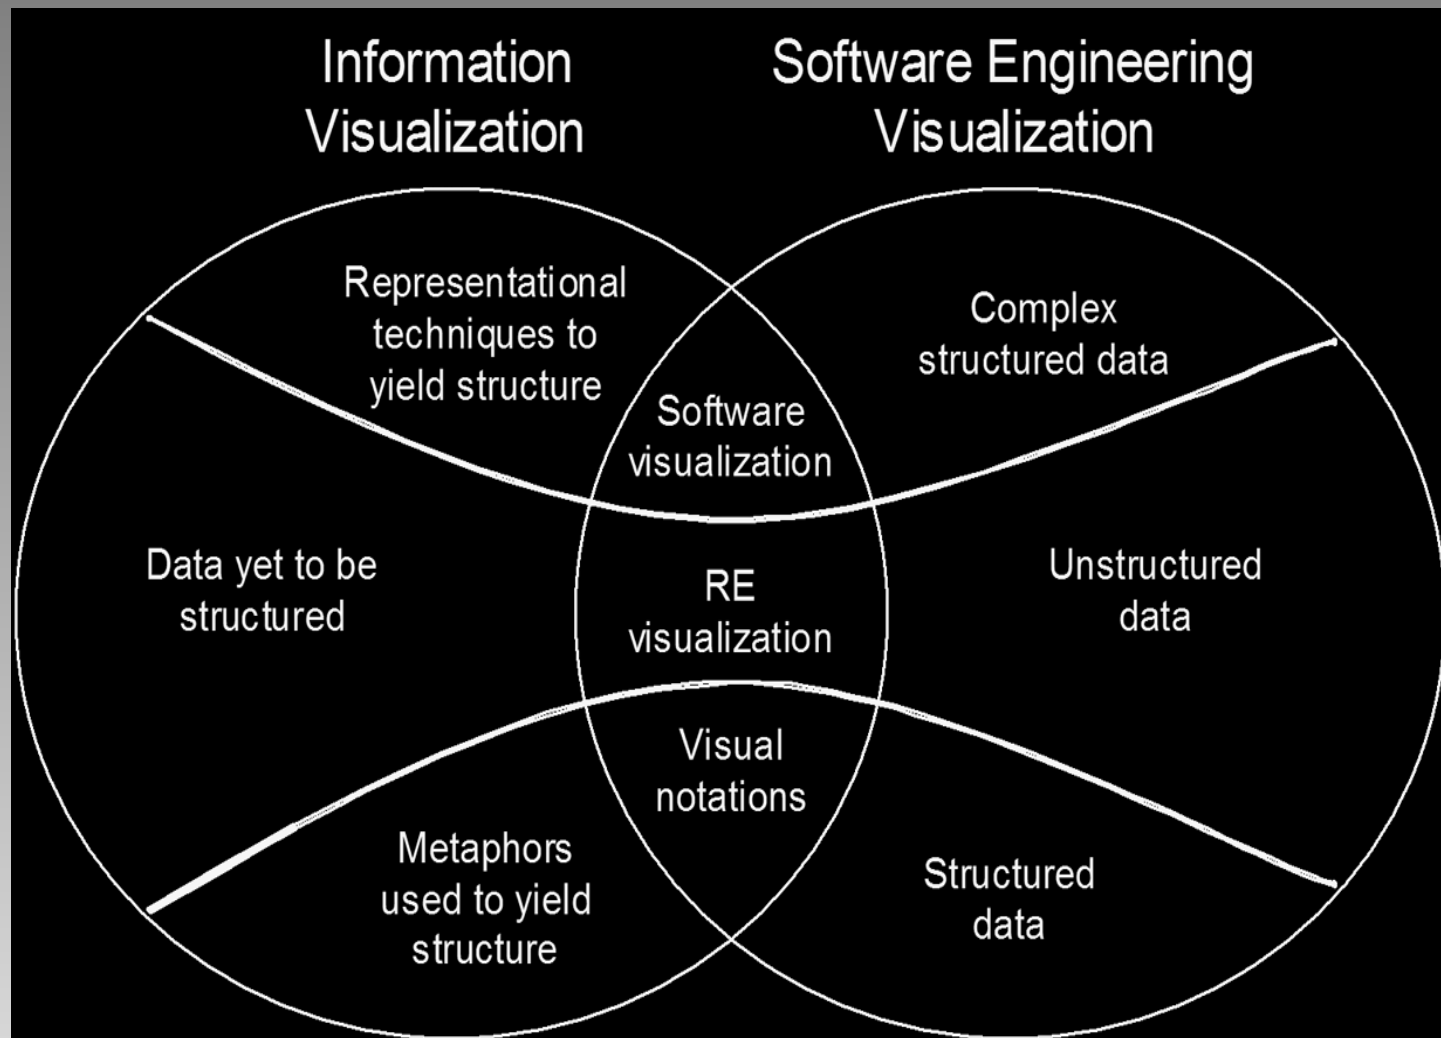 Information
Visualization
Software Engineering
Visualization
Representational
techniques to
yield structure
Complex
structured data
Software
visualization
Data yet to be
structured
RE
visualization
Unstructured
data
Visual
notations
Metaphors
used to yield
structure
Structured
data